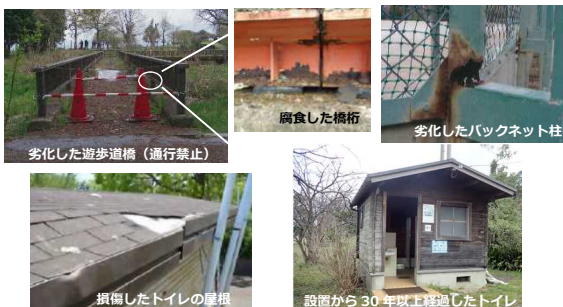 腐食した橋桁
劣化したバックネット柱
劣化した遊歩道橋（通行禁止）
損傷したトイレの屋根
設置から30年以上経過したトイレ